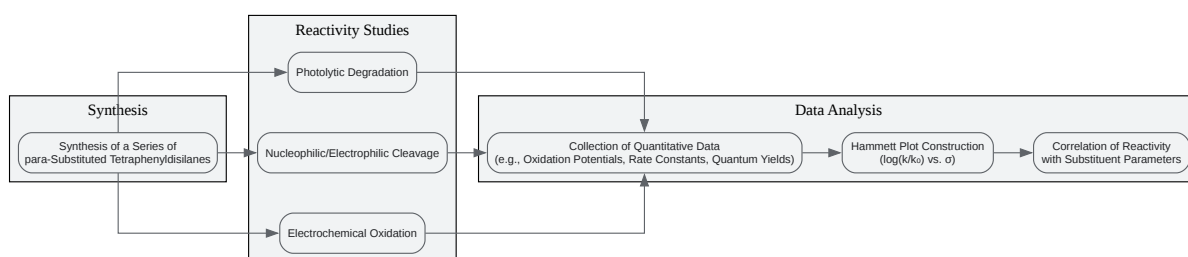 Reactivity Studies
Photolytic Degradation
Synthesis
Data Analysis
Synthesis of a Series of
para-Substituted Tetraphenyldisilanes
Nucleophilic/Electrophilic Cleavage
Collection of Quantitative Data
(e.g., Oxidation Potentials, Rate Constants, Quantum Yields)
Hammett Plot Construction
(log(k/k₀) vs. σ)
Correlation of Reactivity
with Substituent Parameters
Electrochemical Oxidation